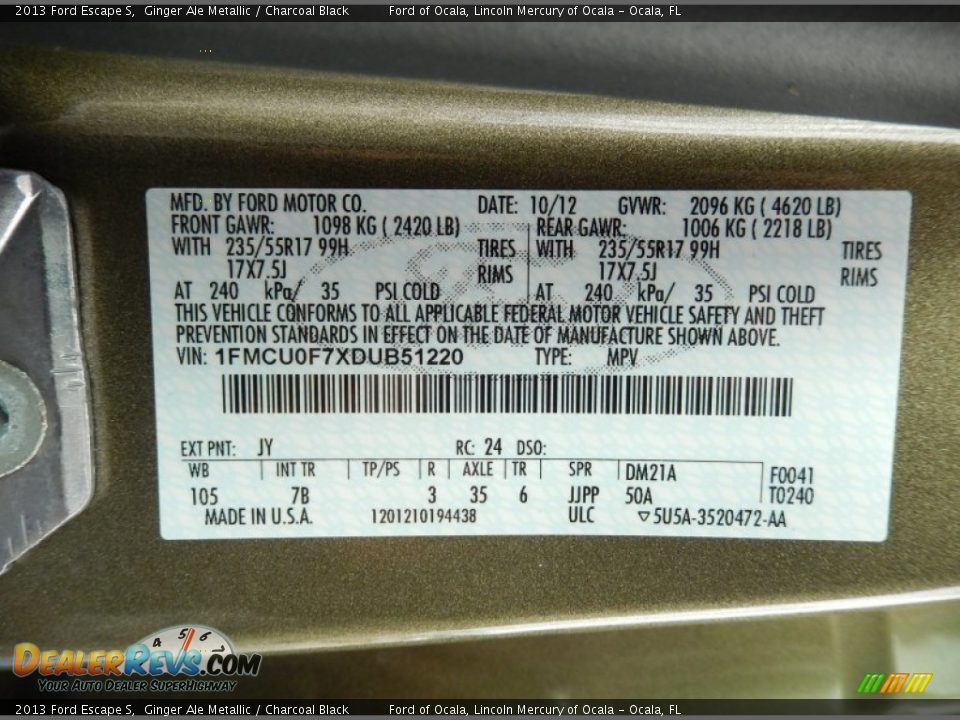 2013 Ford Escape S, Ginger Ale Metallic / Charcoal Black Ford of Ocala, Lincoln Mercury of Ocala - Ocala, FL
MFD. BY FORD MOTOR CO. DATE: 10/12 GVWR: 2096 KG ( 4620 LB)
FRONT GAWR: 1098 KG ( 2420 LB) REAR GAWR: 1006 KG ( 2218 LB)
WITH 235/55R17 99H TIRES WITH 235/55R17 99H TIRES
17X7.5J RIMS 17X7.5J RIMS
AT 240 kPa/ 35 PSI COLD AT 240 kPa/ 35 PSI COLD
THIS VEHICLE CONFORMS TO ALL APPLICABLE FEDERAL MOTOR VEHICLE SAFETY AND THEFT
PREVENTION STANDARDS IN EFFECT ON THE DATE OF MANUFACTURE SHOWN ABOVE.
VIN: 1FMCU0F7XDUB51220 TYPE: MPV
EXT PNT: JY RC: 24 DSO:
WB INT TR TP/PS R AXLE TR SPR DM21A F0041
105 7B 3 35 6 JJPP 50A T0240
MADE IN U.S.A. 1201210194438 ULC ▽5U5A-3520472-AA
4 5 6
DEALERREVS.COM
YOUR AUTO DEALER SUPERHIGHWAY
2013 Ford Escape S, Ginger Ale Metallic / Charcoal Black Ford of Ocala, Lincoln Mercury of Ocala - Ocala, FL